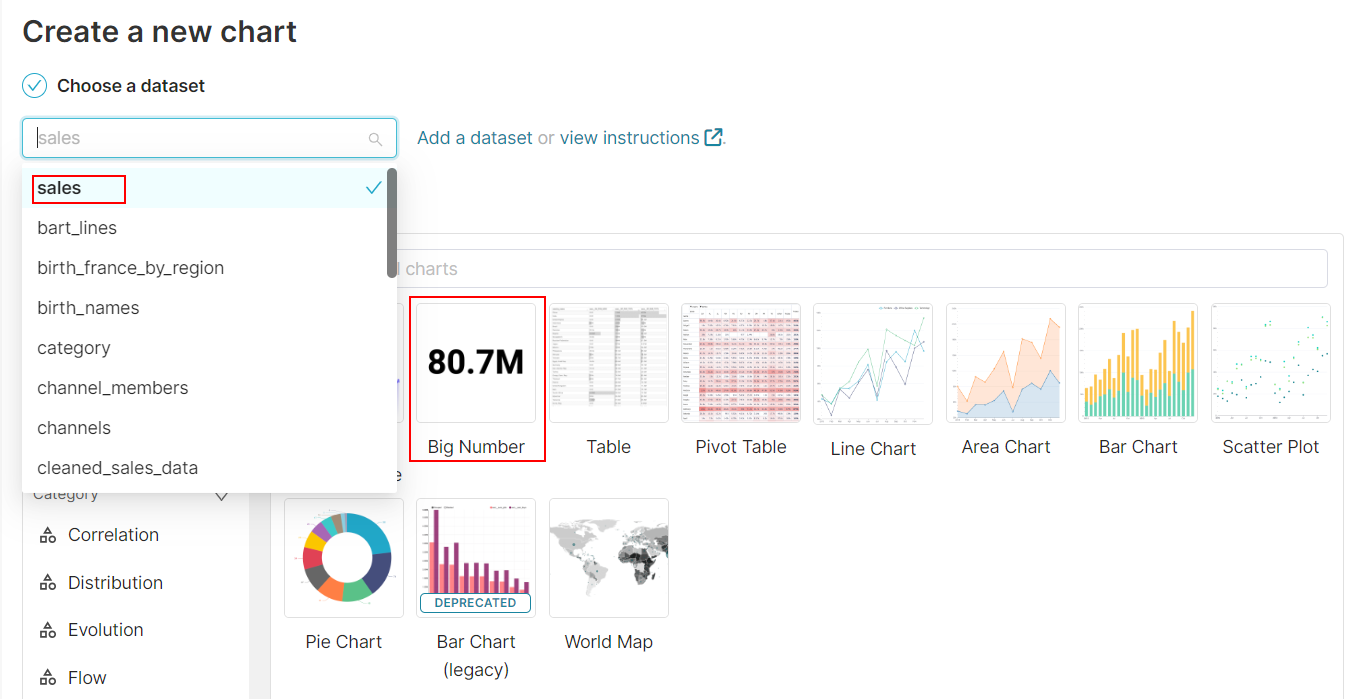 Create a new chart
Choose a dataset
sales
Add a dataset or view instructions.
sales
bart_lines
birth_france_by_region
birth_names
category
channel_members
channels
cleaned_sales_data
charts
80.7M
Big Number
Table
Pivot Table
Line Chart
Area Chart
Bar Chart
Scatter Plot
Category
Correlation
Distribution
Evolution
Flow
DEPRECATED
Pie Chart
Bar Chart
(legacy)
World Map